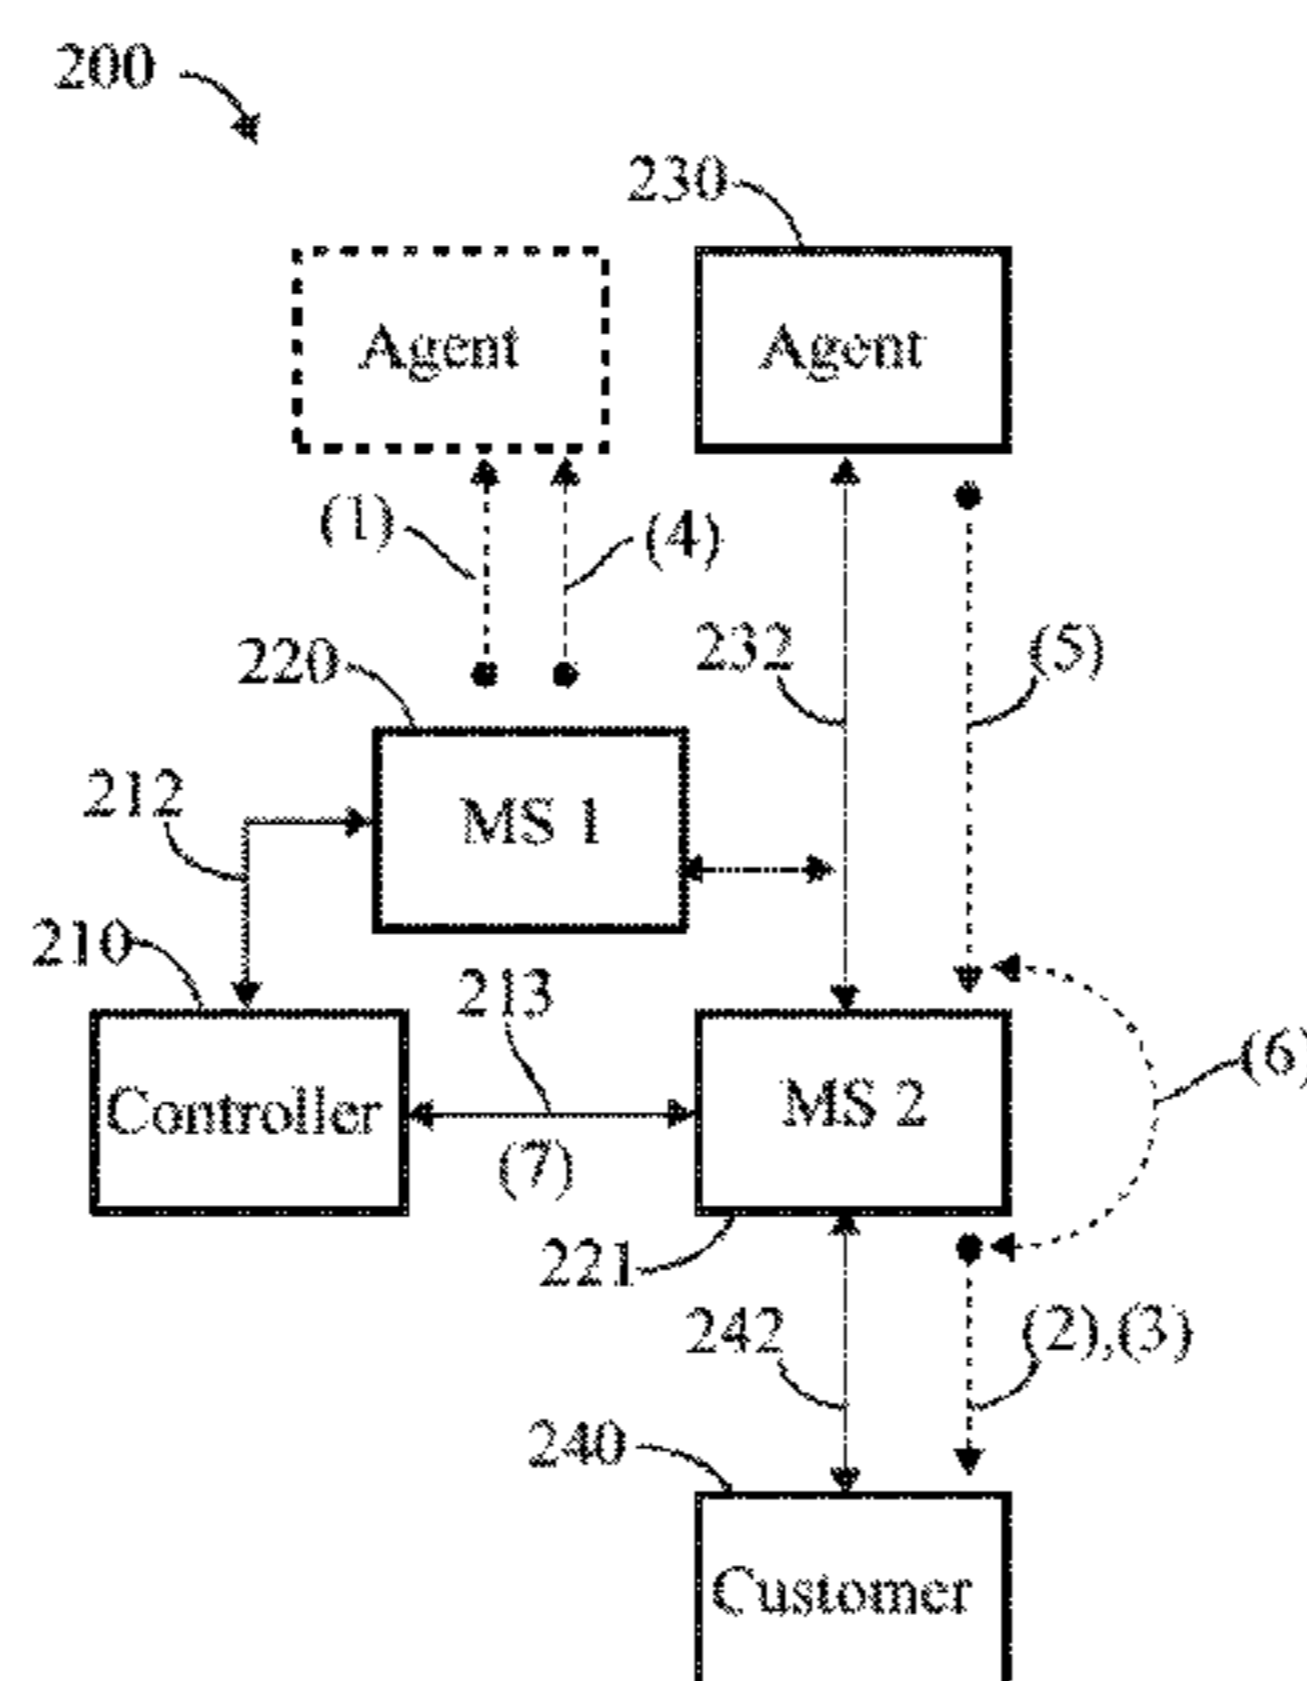 200
230
Agent
Agent
(1)
(4)
220
232
(5)
212
MS 1
210
213
Controller
MS 2
(6)
(7)
221
242
(2),(3)
240
Customer